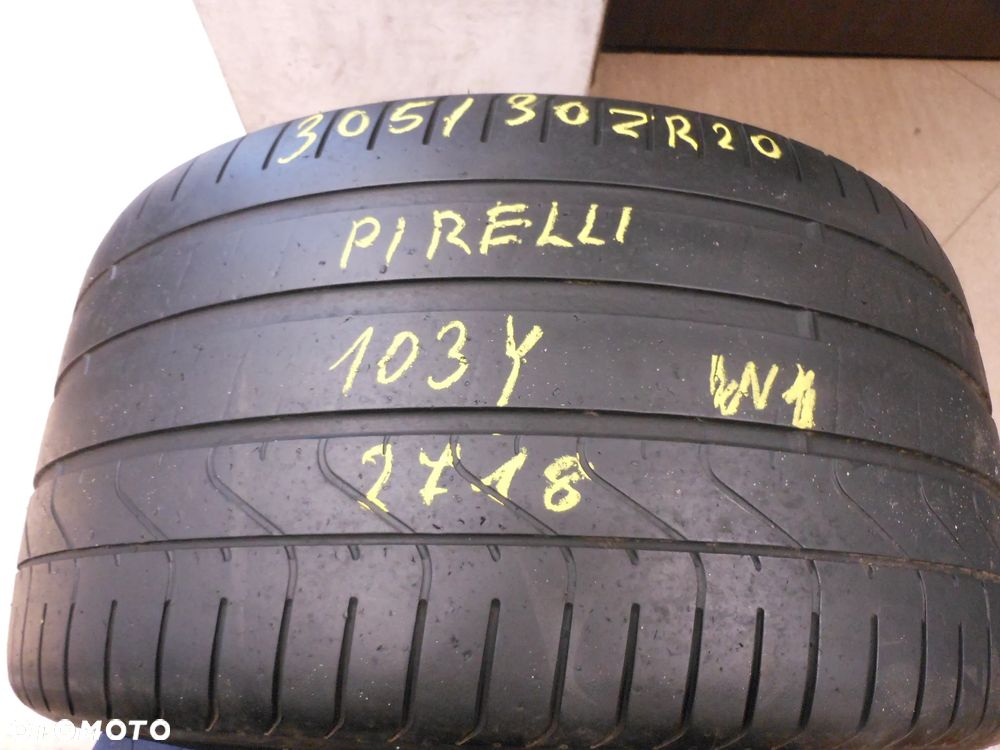 305/30ZR20
PIRELLI
103Y
N1
2718
OTOMOTO